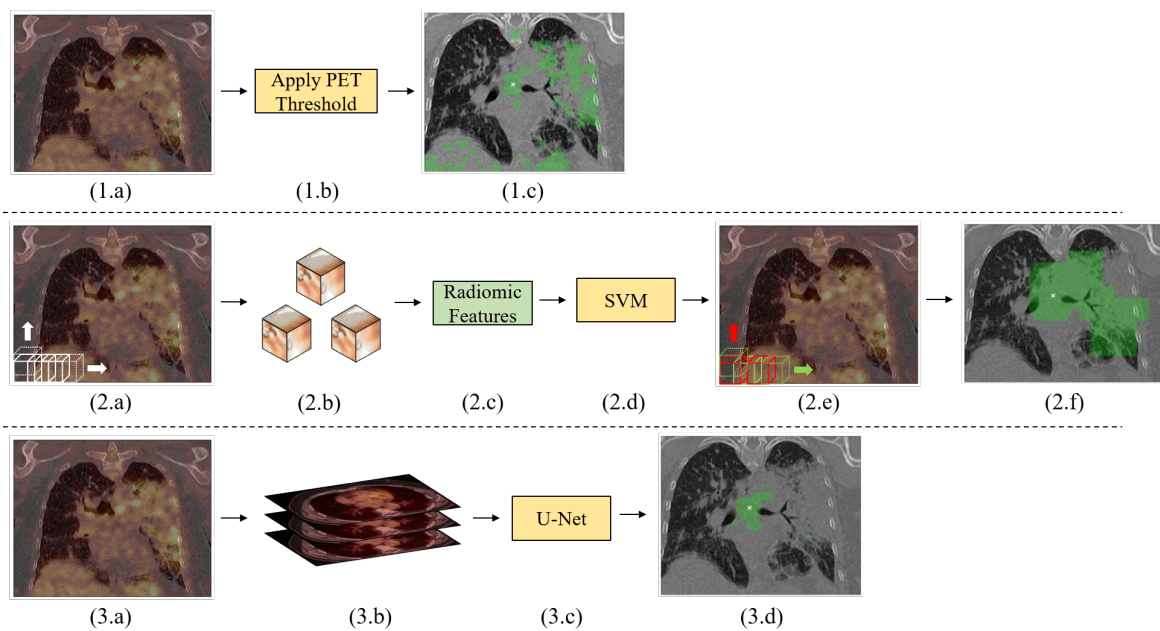 Apply PET
Threshold
(1.a)
(1.b)
(1.c)
Radiomic
Features
SVM
(2.a)
(2.b)
(2.c)
(2.d)
(2.e)
(2.f)
U-Net
(3.a)
(3.b)
(3.c)
(3.d)